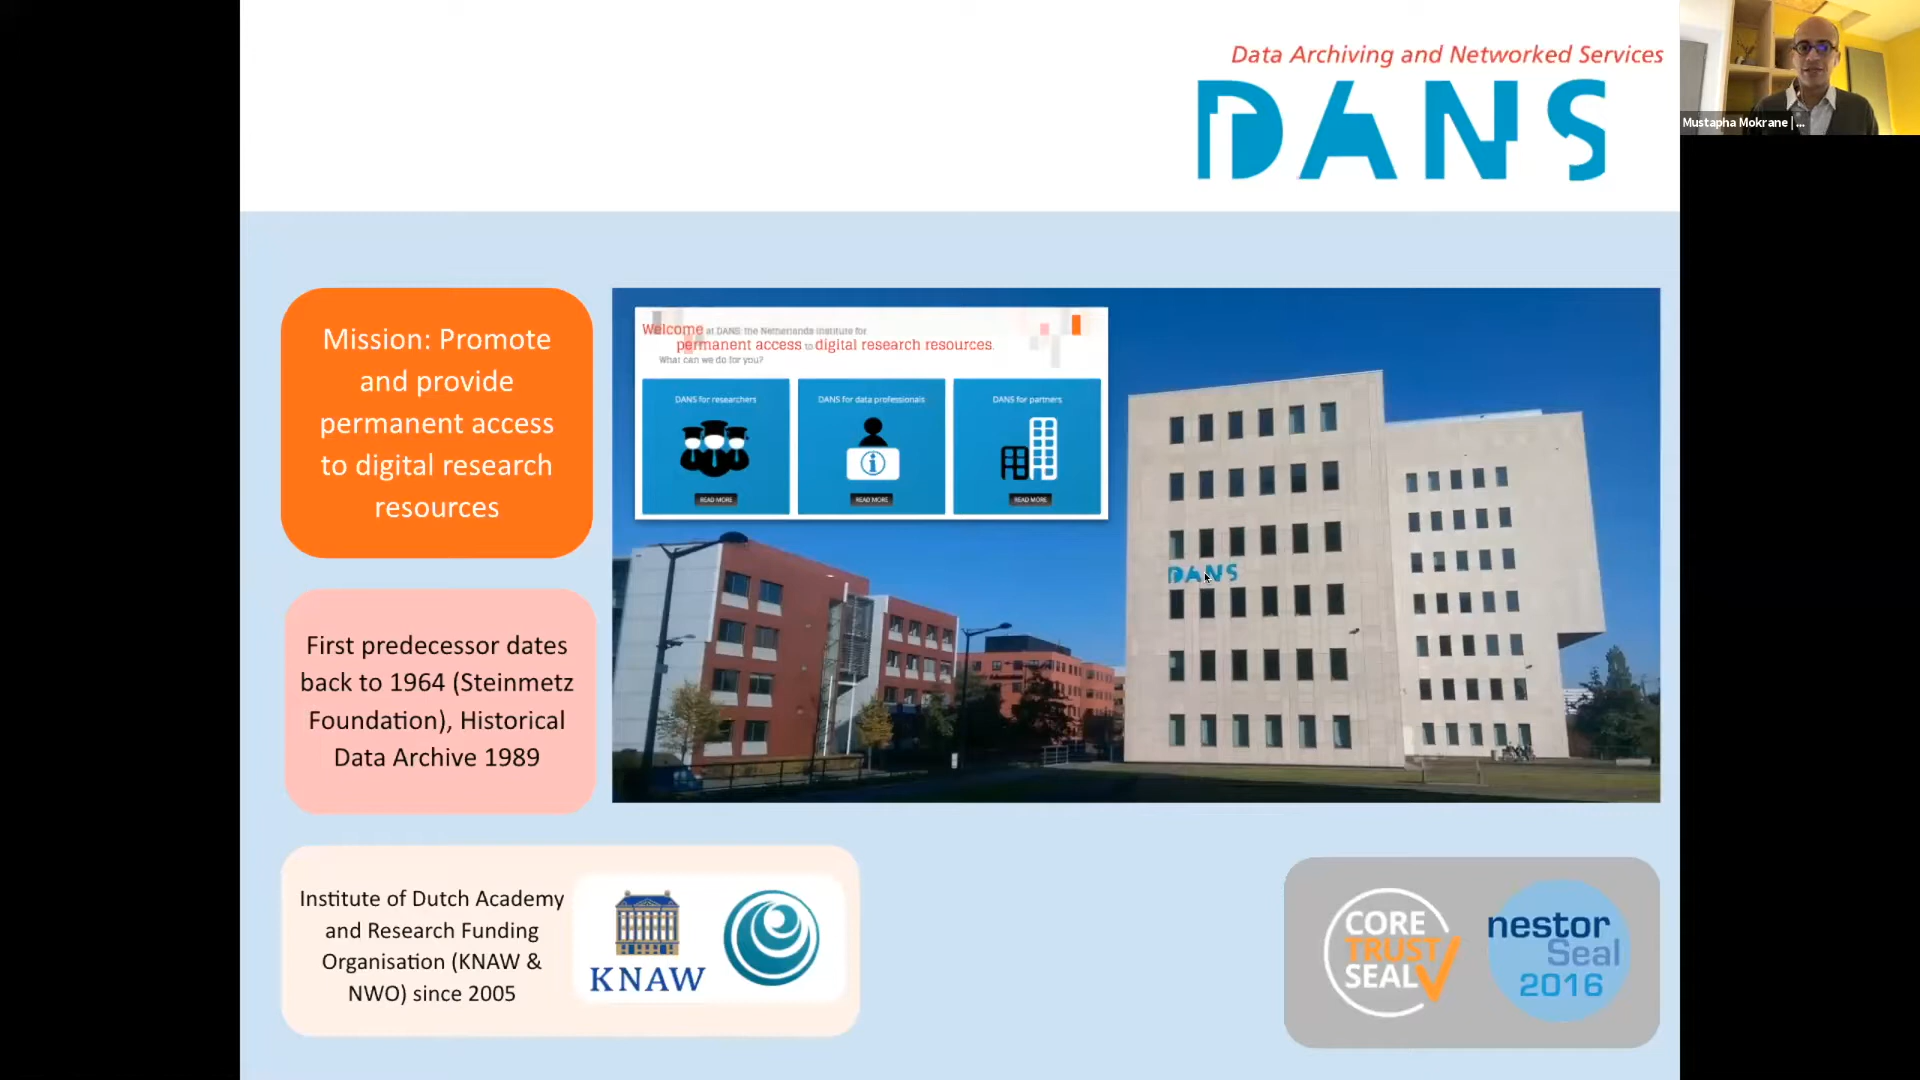 Data Archiving and Networked Services
DANS
Mustapha Mokrane | ...
Mission: Promote
and provide
permanent access
to digital research
resources
Welcome at DANS: the Netherlands Institute for
permanent access to digital research resources.
What can we do for you?
DANS for researchers
READ MORE
DANS for data professionals
READ MORE
DANS for partners
READ MORE
DANS
First predecessor dates
back to 1964 (Steinmetz
Foundation), Historical
Data Archive 1989
Institute of Dutch Academy
and Research Funding
Organisation (KNAW &
NWO) since 2005
KNAW
CORE
TRUST
SEAL
nestor
Seal
2016